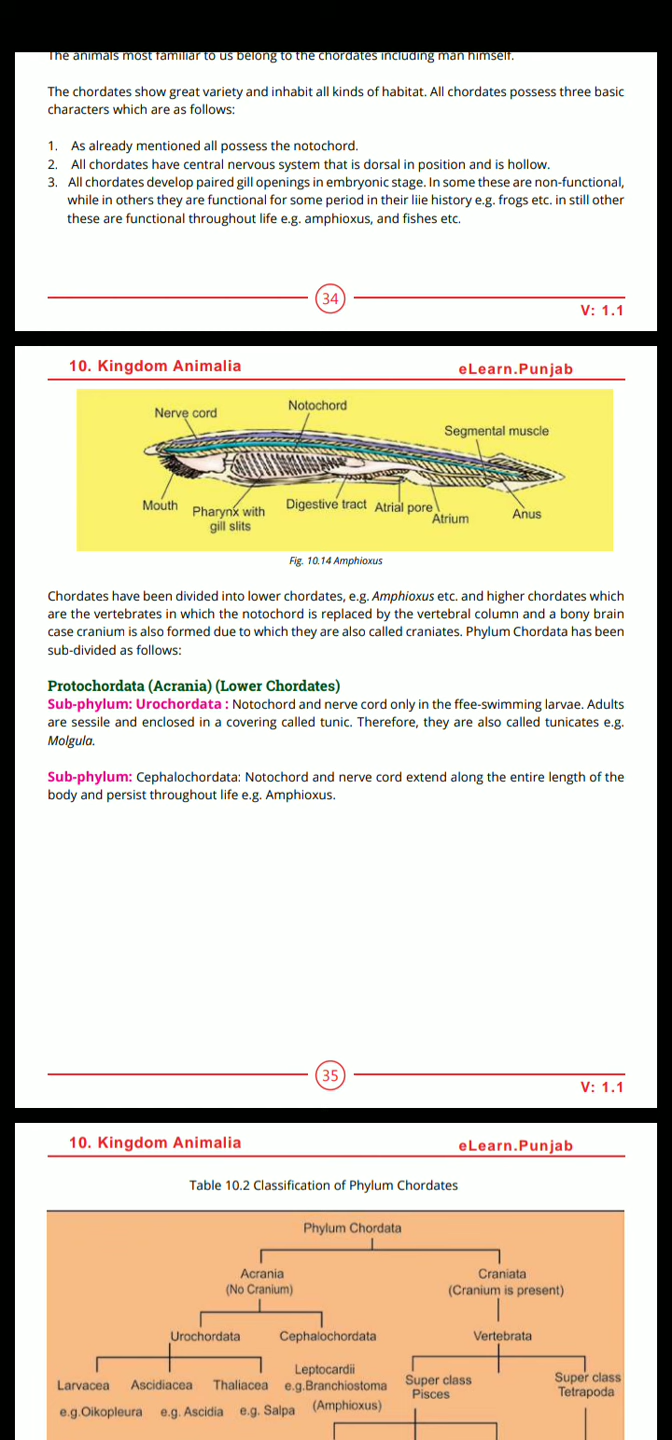 The animals most familiar to us belong to the chordates including man himself.
The chordates show great variety and inhabit all kinds of habitat. All chordates possess three basic
characters which are as follows:
1. As already mentioned all possess the notochord.
2. All chordates have central nervous system that is dorsal in position and is hollow.
3. All chordates develop paired gill openings in embryonic stage. In some these are non-functional,
while in others they are functional for some period in their liie history e.g. frogs etc. in still other
these are functional throughout life e.g. amphioxus, and fishes etc.
34
V: 1.1
10. Kingdom Animalia
eLearn.Punjab
Notochord
Nerve cord
Segmental muscle
Mouth
Pharynx with
gill slits
Digestive tract
Atrial pore
Atrium
Anus
Fig. 10.14 Amphioxus
Chordates have been divided into lower chordates, e.g. Amphioxus etc. and higher chordates which
are the vertebrates in which the notochord is replaced by the vertebral column and a bony brain
case cranium is also formed due to which they are also called craniates. Phylum Chordata has been
sub-divided as follows:
Protochordata (Acrania) (Lower Chordates)
Sub-phylum: Urochordata : Notochord and nerve cord only in the ffee-swimming larvae. Adults
are sessile and enclosed in a covering called tunic. Therefore, they are also called tunicates e.g.
Molgula.
Sub-phylum: Cephalochordata: Notochord and nerve cord extend along the entire length of the
body and persist throughout life e.g. Amphioxus.
35
V: 1.1
10. Kingdom Animalia
eLearn.Punjab
Table 10.2 Classification of Phylum Chordates
Phylum Chordata
Acrania
(No Cranium)
Craniata
(Cranium is present)
Urochordata
Cephalochordata
Vertebrata
Larvacea
e.g.Oikopleura
Ascidiacea
e.g. Ascidia
Thaliacea
e.g. Salpa
Leptocardii
e.g.Branchiostoma
(Amphioxus)
Super class
Pisces
Super class
Tetrapoda